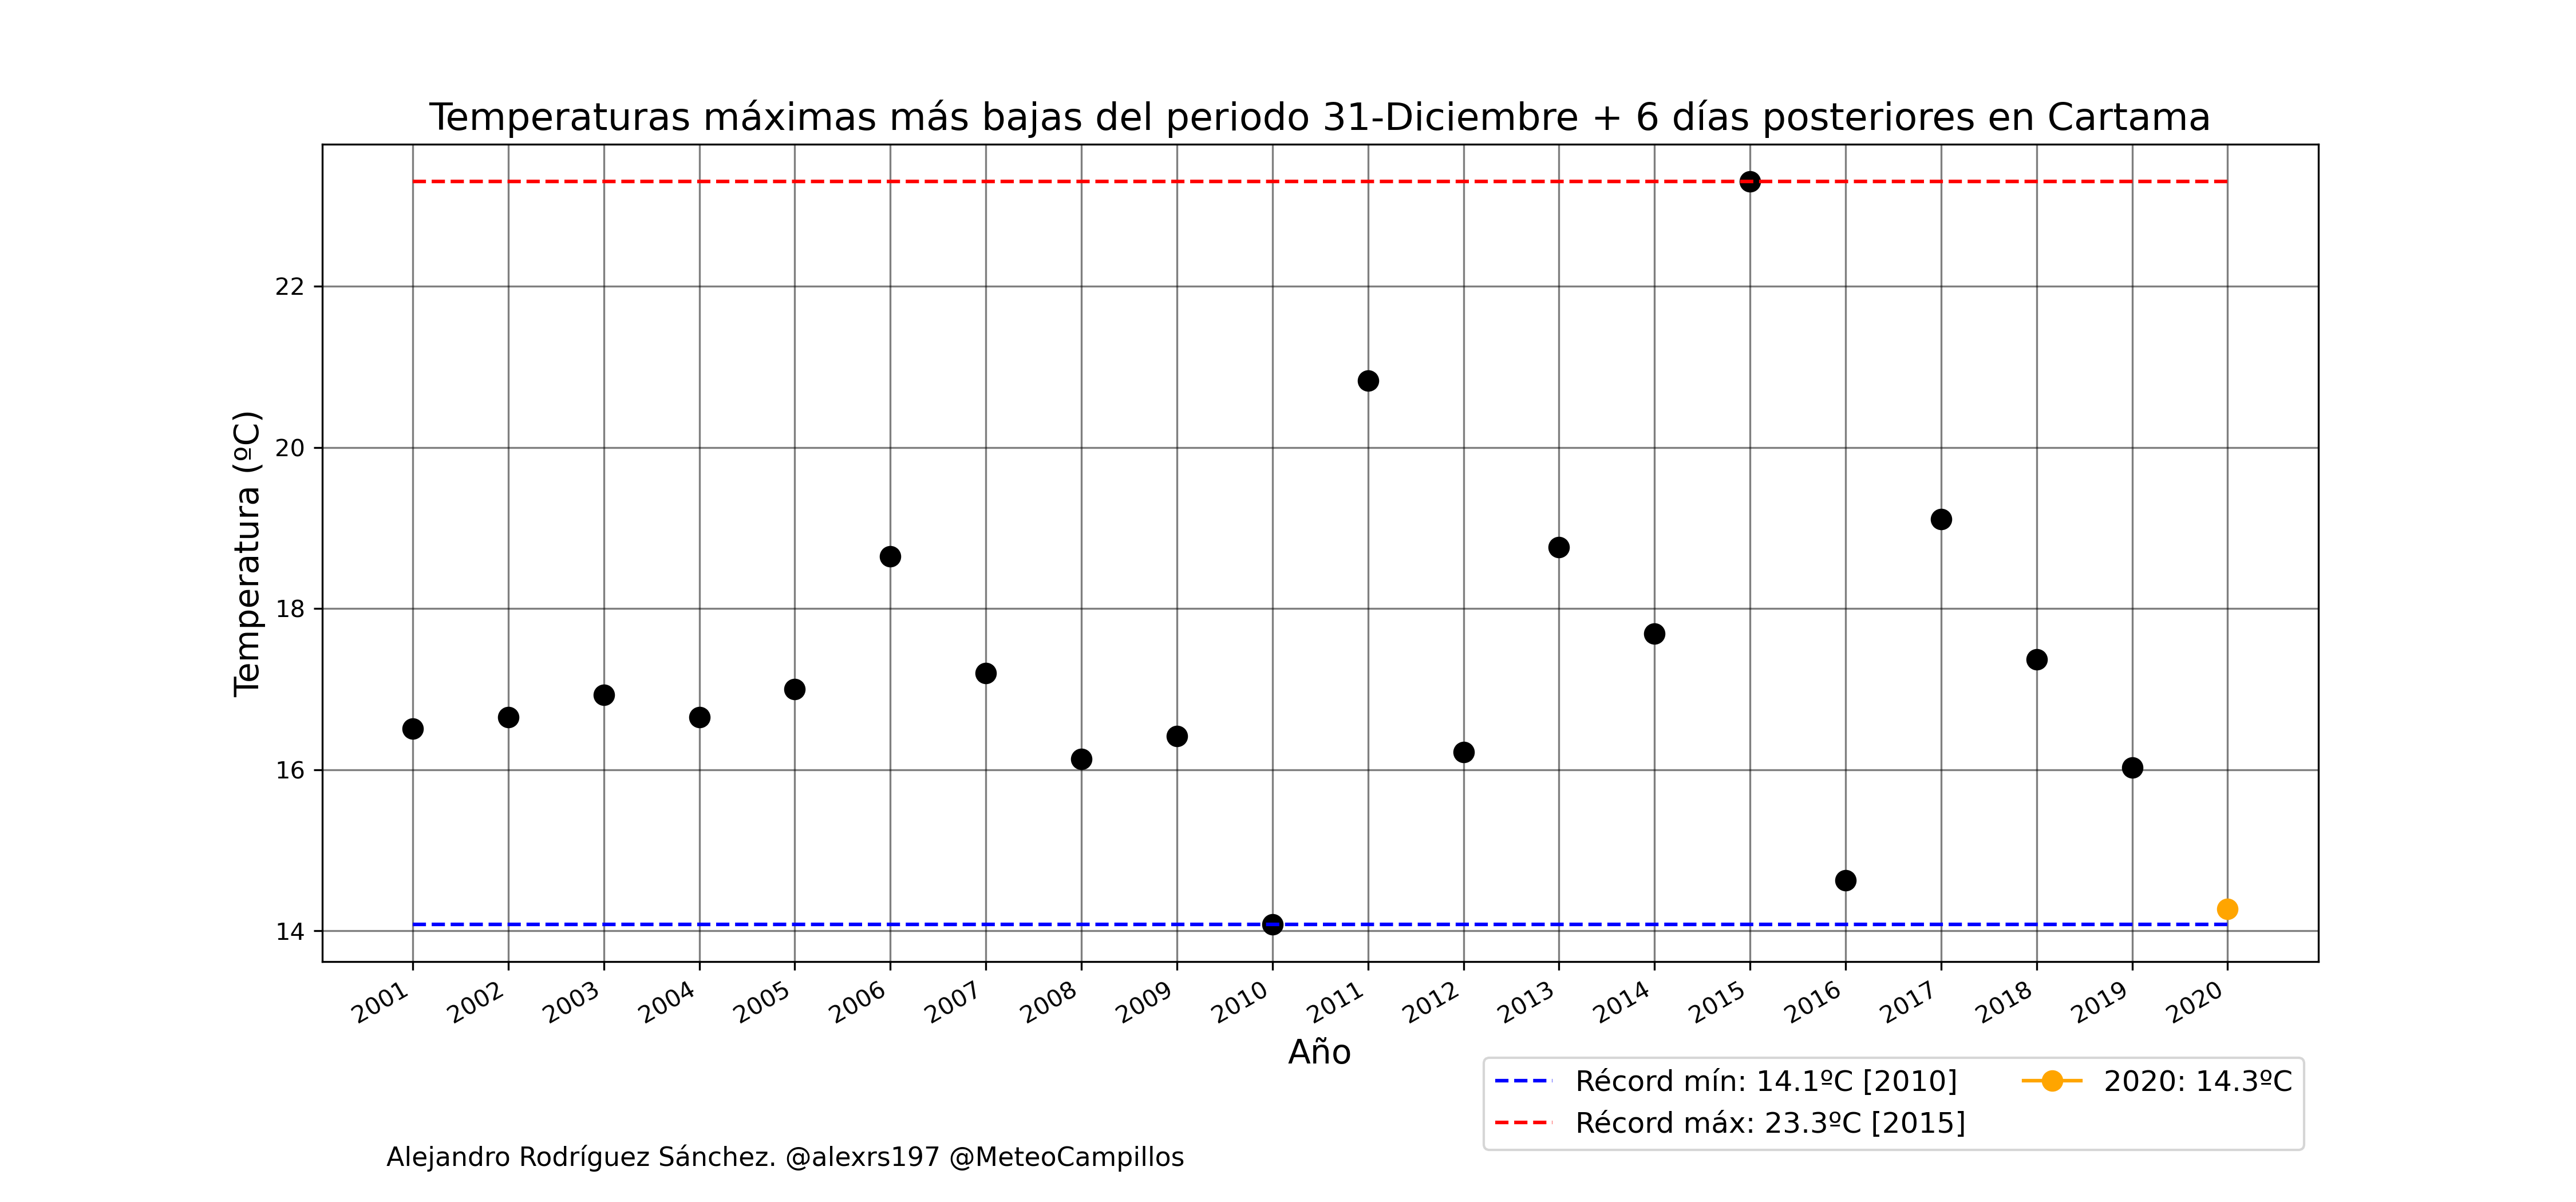 Temperaturas máximas más bajas del periodo 31-Diciembre + 6 días posteriores en Cartama
Temperatura (ºC)
22
20
18
16
14
2001 2002 2003 2004 2005 2006 2007 2008 2009 2010 2011 2012 2013 2014 2015 2016 2017 2018 2019 2020
Año
Récord mín: 14.1ºC [2010]
Récord máx: 23.3ºC [2015]
2020: 14.3ºC
Alejandro Rodríguez Sánchez. @alexrs197 @MeteoCampillos